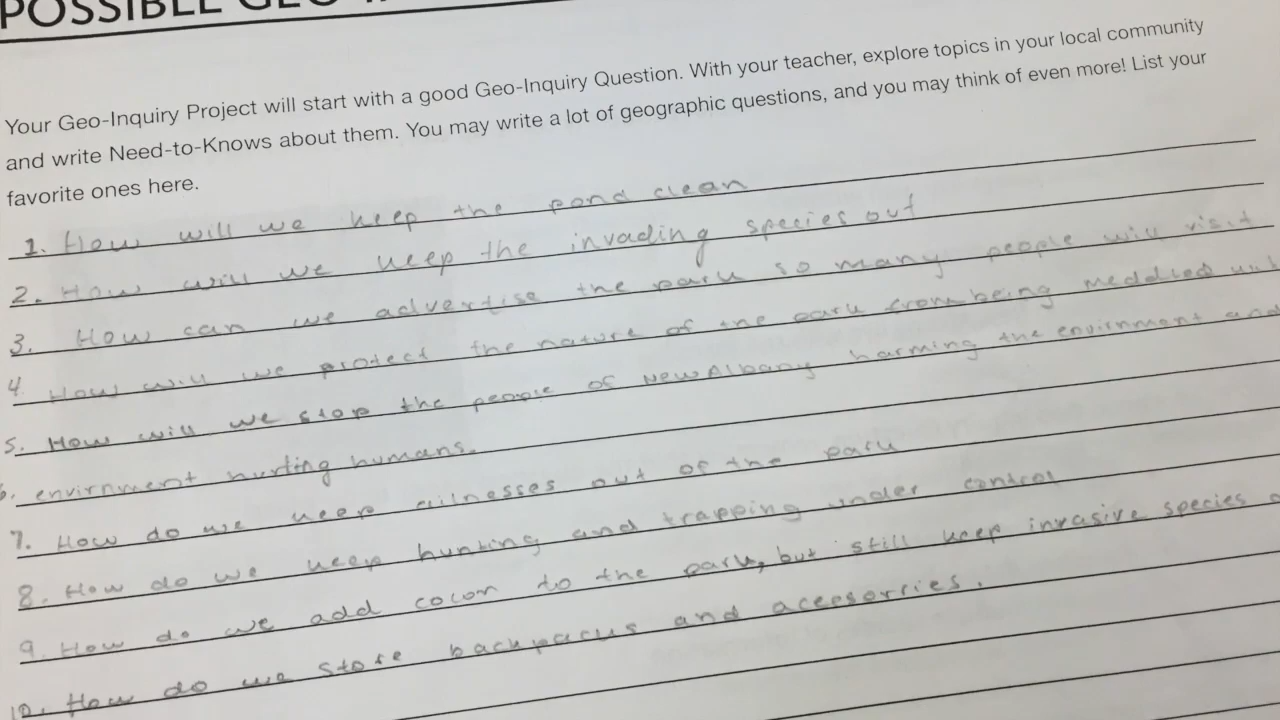 POSSIBLE GEO-I
Your Geo-Inquiry Project will start with a good Geo-Inquiry Question. With your teacher, explore topics in your local community
and write Need-to-Knows about them. You may write a lot of geographic questions, and you may think of even more! List your
favorite ones here.
1. How will we keep the pond clean
2. How will we keep the invading species out
3. How can we advertise the park so many people will visit
4 How will we protect the nature of the park from being meddled
5. How will we stop the people of New Albany harming the envirnment and
6. envirnment hurting humans.
7. How do we keep ailnesses out of the park
8. How do we keep hunting and trapping under control
9. How do we add color to the park, but still keep invasive species
10. How do we store backpacks and aceesorries.